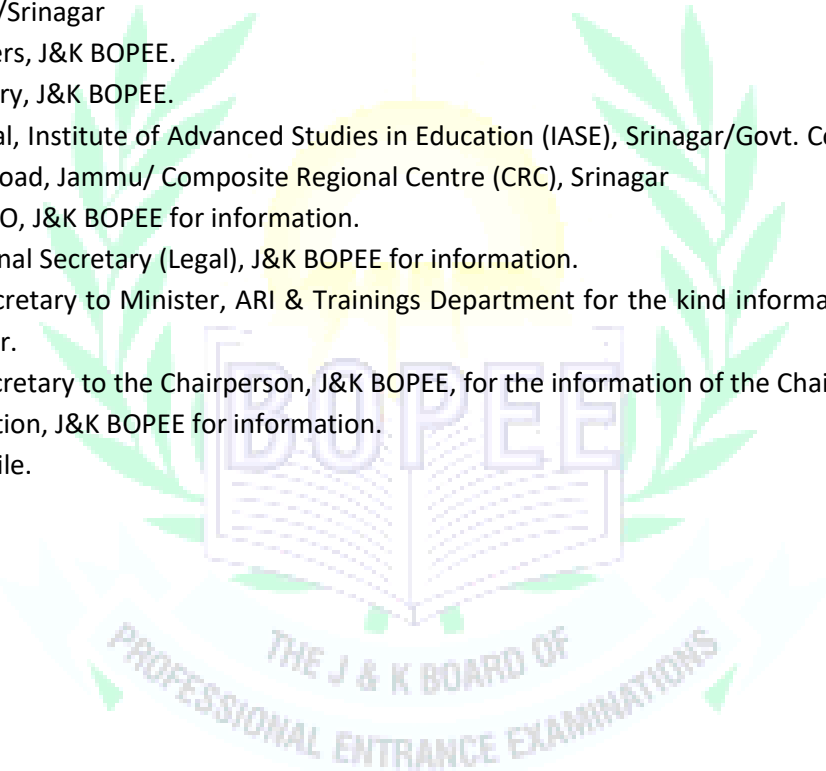 /Srinagar
ers, J&K BOPEE.
ry, J&K BOPEE.
al, Institute of Advanced Studies in Education (IASE), Srinagar/Govt. Co
oad, Jammu/ Composite Regional Centre (CRC), Srinagar
O, J&K BOPEE for information.
nal Secretary (Legal), J&K BOPEE for information.
cretary to Minister, ARI & Trainings Department for the kind informa
r.
cretary to the Chairperson, J&K BOPEE, for the information of the Chai
tion, J&K BOPEE for information.
ile.
BOPEE
THE J & K BOARD OF
PROFESSIONAL ENTRANCE EXAMINATIONS